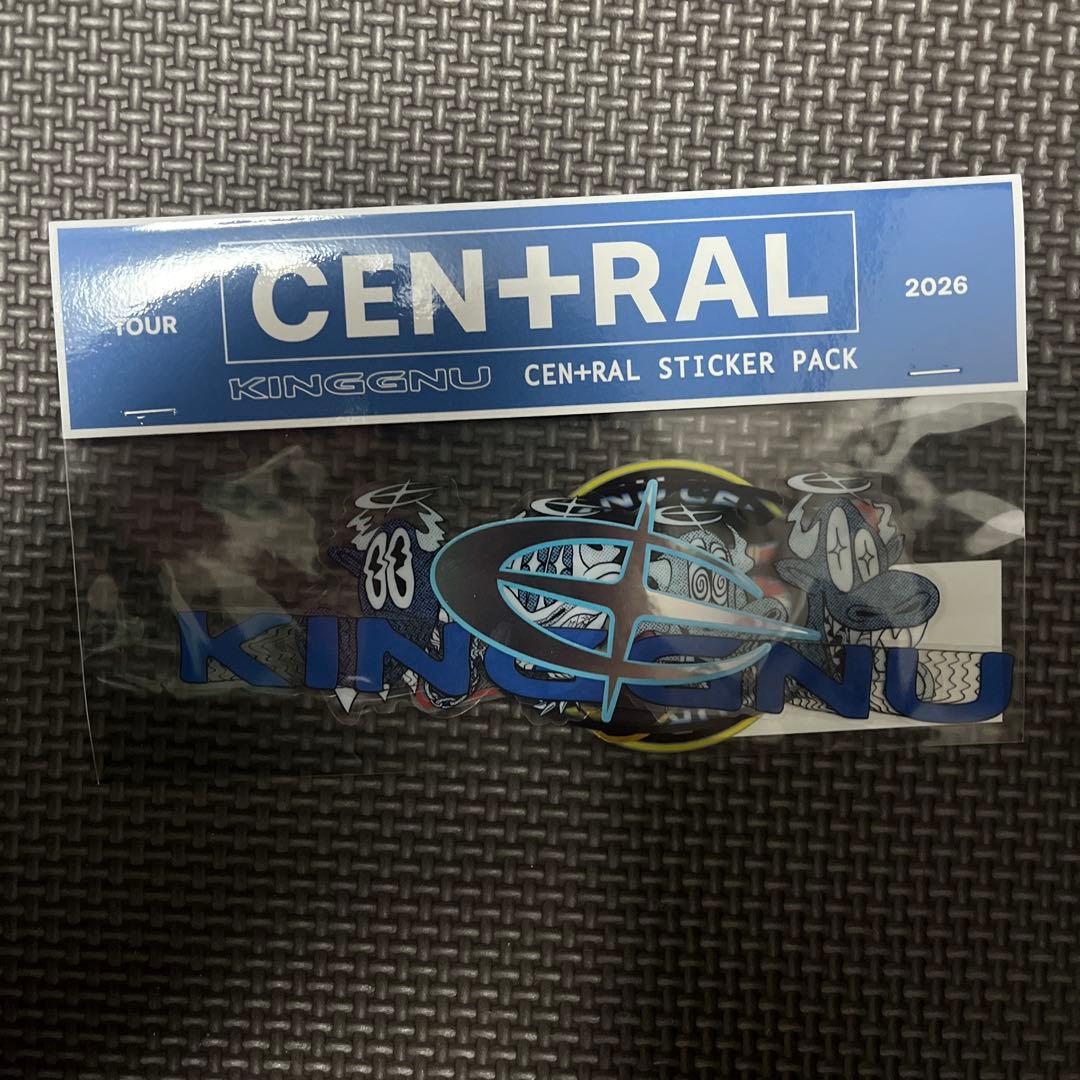 CEN+RAL
TOUR
2026
KINGGNU CEN+RAL STICKER PACK
KINGGNU